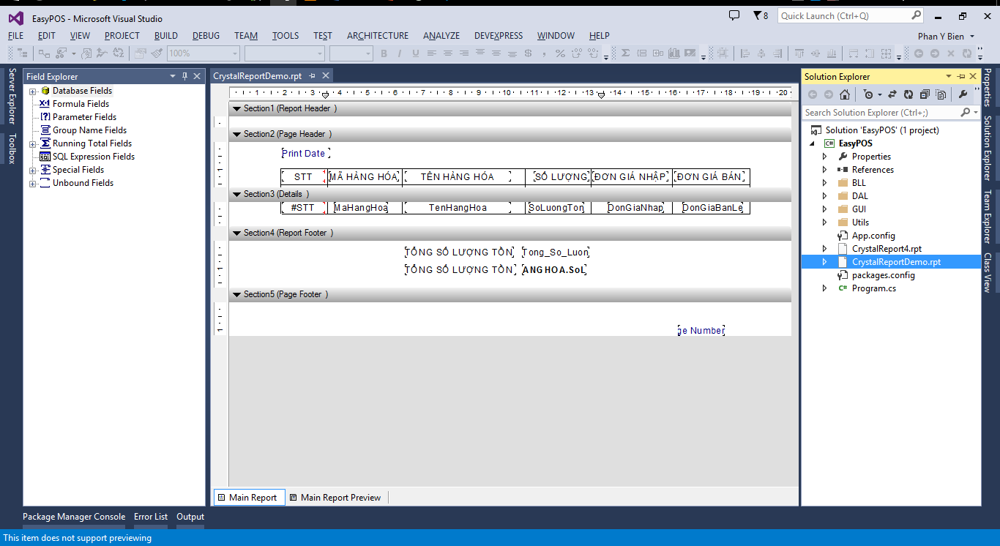 EasyPOS - Microsoft Visual Studio
8
Quick Launch (Ctrl+Q)
FILE EDIT VIEW PROJECT BUILD DEBUG TEAM TOOLS TEST ARCHITECTURE ANALYZE DEVEXPRESS WINDOW HELP
Phan Y Bien
100%
B I U $ %
Server Explorer
Toolbox
Field Explorer
Database Fields
Formula Fields
Parameter Fields
Group Name Fields
Running Total Fields
SQL Expression Fields
Special Fields
Unbound Fields
CrystalReportDemo.rpt
1 2 3 4 5 6 7 8 9 10 11 12 13 14 15 16 17 18 19 20
Section1 (Report Header )
Section2 (Page Header )
Print Date
STT MÃ HÀNG HÓA TÊN HÀNG HÓA SỐ LƯỢNG ĐƠN GIÁ NHẬP ĐƠN GIÁ BÁN
Section3 (Details )
#STT MaHangHoa TenHangHoa SoLuongTon DonGiaNhap DonGiaBanLe
Section4 (Report Footer )
TỔNG SỐ LƯỢNG TỒN Tong_So_Luon
TỔNG SỐ LƯỢNG TỒN ANGHOA.SoL
Section5 (Page Footer )
ge Number
Main Report Main Report Preview
Solution Explorer
Search Solution Explorer (Ctrl+;)
Solution 'EasyPOS' (1 project)
EasyPOS
Properties
References
BLL
DAL
GUI
Utils
App.config
CrystalReport4.rpt
CrystalReportDemo.rpt
packages.config
Program.cs
Properties
Solution Explorer
Team Explorer
Class View
Package Manager Console Error List Output
This item does not support previewing